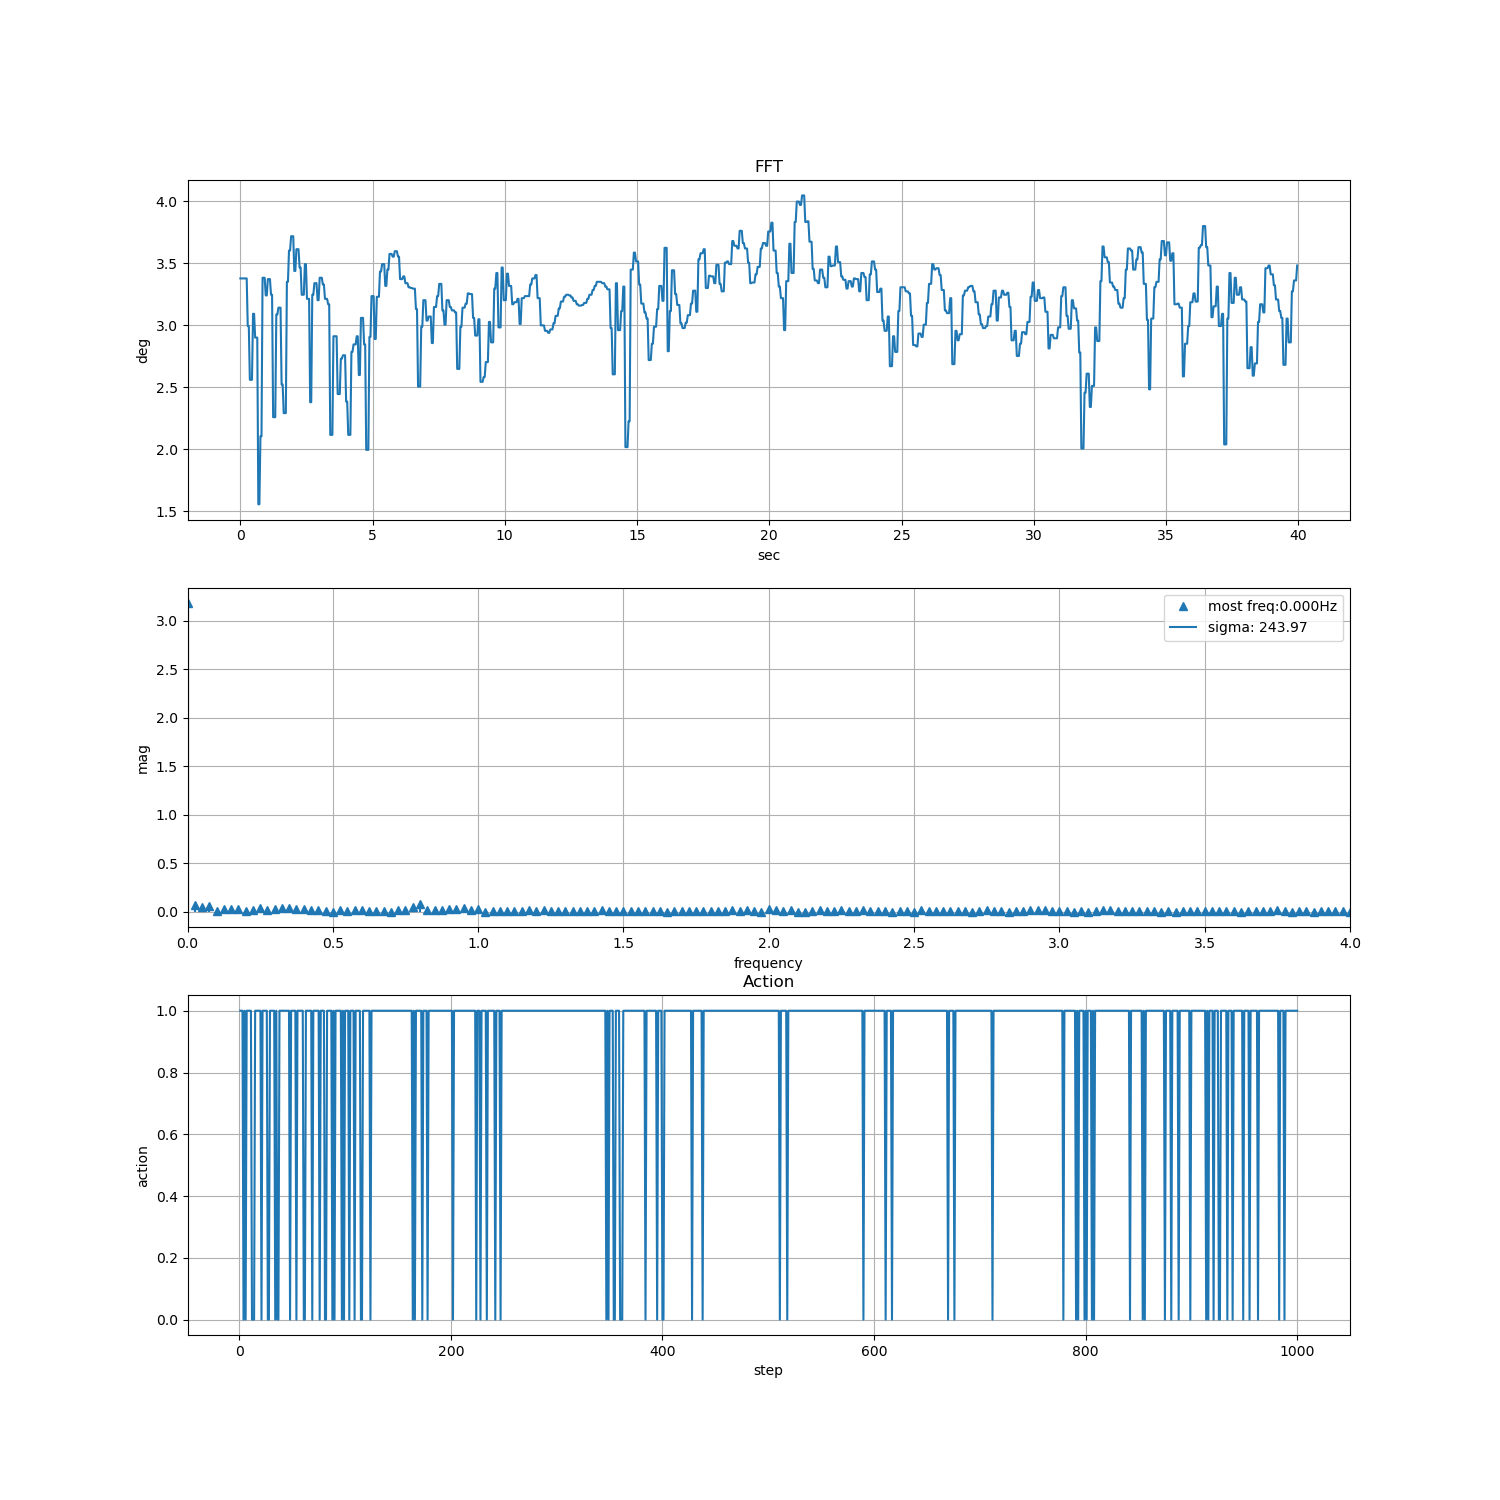 FFT
4.0
3.5
3.0
2.5
2.0
1.5
deg
0 5 10 15 20 25 30 35 40
sec
most freq:0.000Hz
sigma: 243.97
3.0
2.5
2.0
1.5
1.0
0.5
0.0
mag
0.0 0.5 1.0 1.5 2.0 2.5 3.0 3.5 4.0
frequency
Action
1.0
0.8
0.6
0.4
0.2
0.0
action
0 200 400 600 800 1000
step